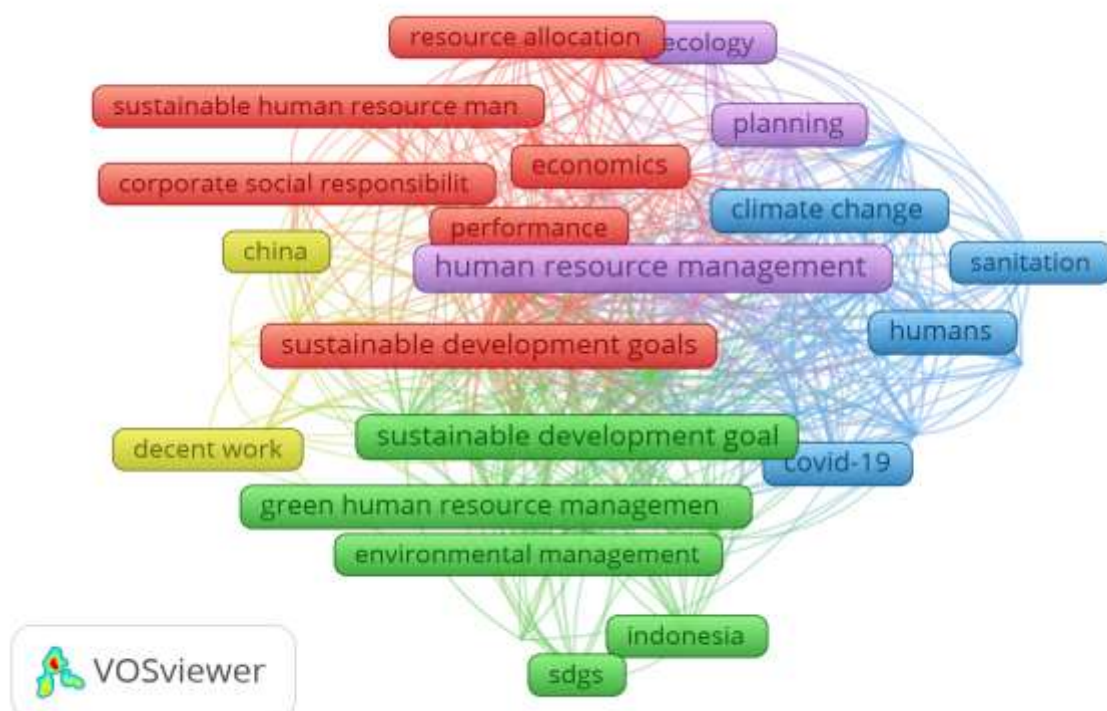 resource allocation
ecology
sustainable human resource man
planning
economics
corporate social responsibilit
climate change
performance
china
human resource management
sanitation
humans
sustainable development goals
sustainable development goal
decent work
covid-19
green human resource managemen
environmental management
indonesia
sdgs
VOSviewer